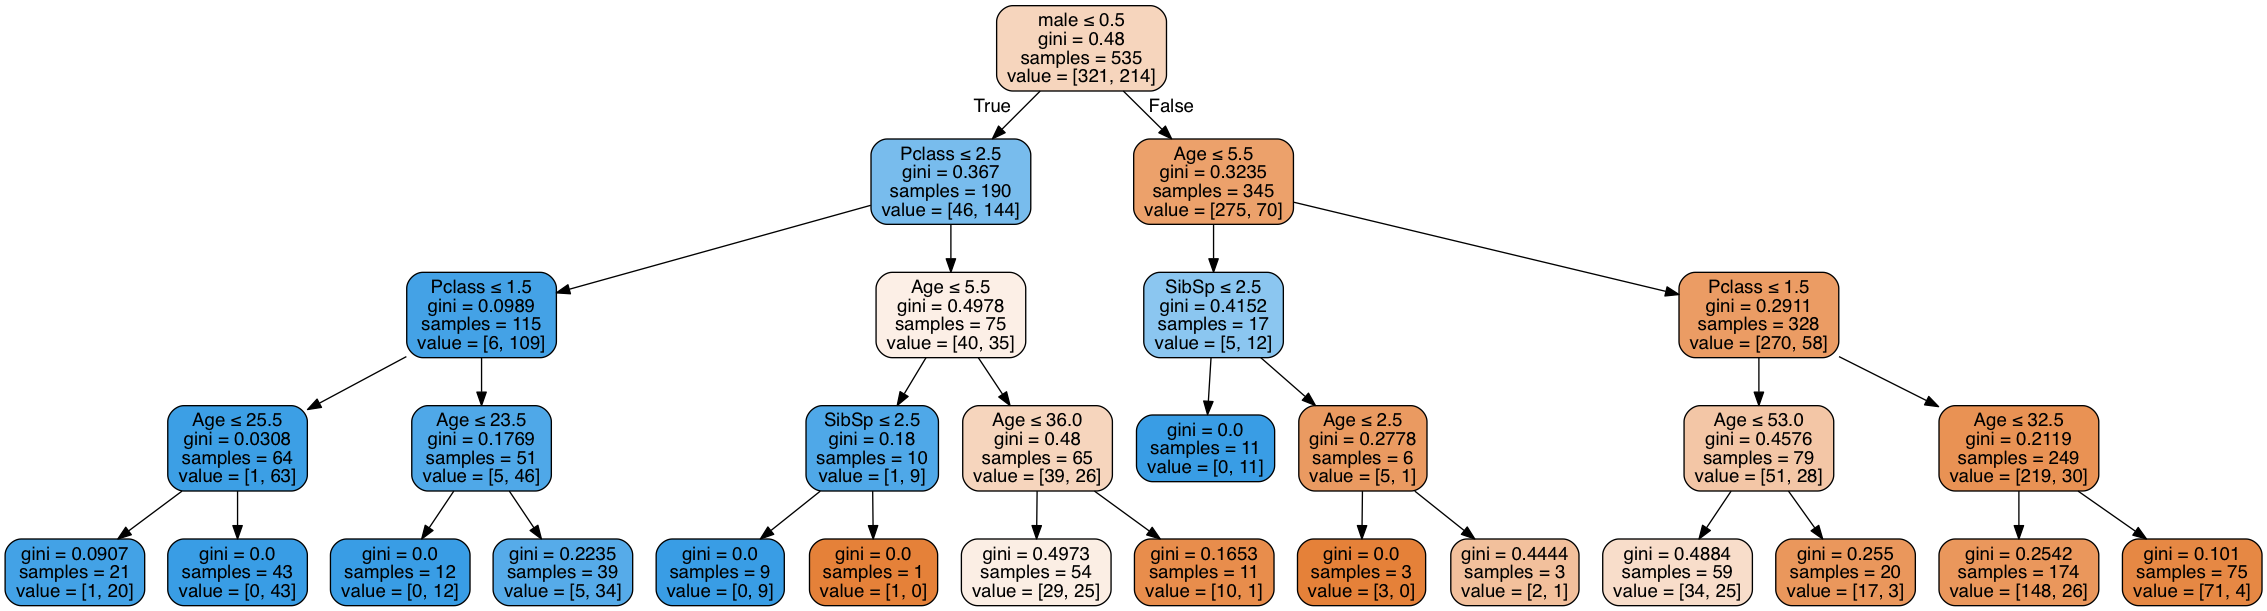 male ≤ 0.5
gini = 0.48
samples = 535
value = [321, 214]
True
False
Pclass ≤ 2.5
gini = 0.367
samples = 190
value = [46, 144]
Age ≤ 5.5
gini = 0.3235
samples = 345
value = [275, 70]
Pclass ≤ 1.5
gini = 0.0989
samples = 115
value = [6, 109]
Age ≤ 5.5
gini = 0.4978
samples = 75
value = [40, 35]
SibSp ≤ 2.5
gini = 0.4152
samples = 17
value = [5, 12]
Pclass ≤ 1.5
gini = 0.2911
samples = 328
value = [270, 58]
Age ≤ 25.5
gini = 0.0308
samples = 64
value = [1, 63]
Age ≤ 23.5
gini = 0.1769
samples = 51
value = [5, 46]
SibSp ≤ 2.5
gini = 0.18
samples = 10
value = [1, 9]
Age ≤ 36.0
gini = 0.48
samples = 65
value = [39, 26]
gini = 0.0
samples = 11
value = [0, 11]
Age ≤ 2.5
gini = 0.2778
samples = 6
value = [5, 1]
Age ≤ 53.0
gini = 0.4576
samples = 79
value = [51, 28]
Age ≤ 32.5
gini = 0.2119
samples = 249
value = [219, 30]
gini = 0.0907
samples = 21
value = [1, 20]
gini = 0.0
samples = 43
value = [0, 43]
gini = 0.0
samples = 12
value = [0, 12]
gini = 0.2235
samples = 39
value = [5, 34]
gini = 0.0
samples = 9
value = [0, 9]
gini = 0.0
samples = 1
value = [1, 0]
gini = 0.4973
samples = 54
value = [29, 25]
gini = 0.1653
samples = 11
value = [10, 1]
gini = 0.0
samples = 3
value = [3, 0]
gini = 0.4444
samples = 3
value = [2, 1]
gini = 0.4884
samples = 59
value = [34, 25]
gini = 0.255
samples = 20
value = [17, 3]
gini = 0.2542
samples = 174
value = [148, 26]
gini = 0.101
samples = 75
value = [71, 4]